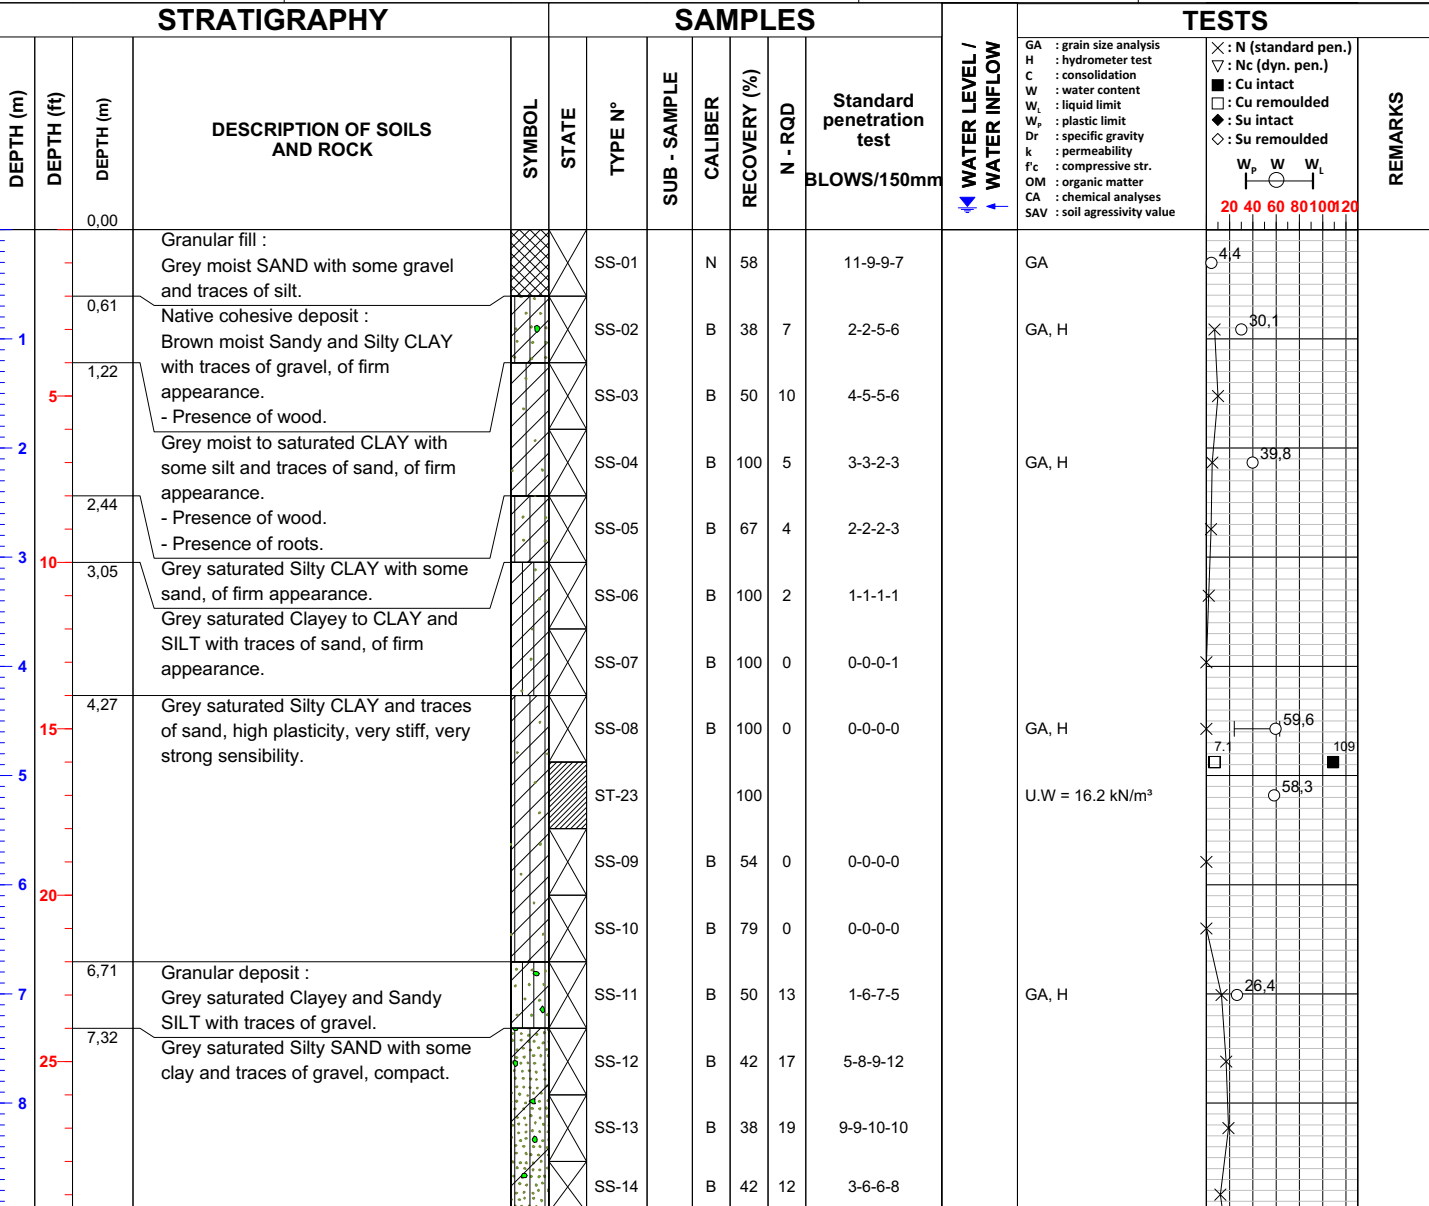 STRATIGRAPHY
SAMPLES
TESTS
DEPTH (m)
DEPTH (ft)
DEPTH (m)
0,00
DESCRIPTION OF SOILS
AND ROCK
SYMBOL
STATE
TYPE N°
SUB - SAMPLE
CALIBER
RECOVERY (%)
N - RQD
Standard
penetration
test
BLOWS/150mm
WATER LEVEL /
WATER INFLOW
GA : grain size analysis
H : hydrometer test
C : consolidation
W : water content
WL : liquid limit
WP : plastic limit
Dr : specific gravity
k : permeability
f'c : compressive str.
OM : organic matter
CA : chemical analyses
SAV : soil agressivity value
: N (standard pen.)
: Nc (dyn. pen.)
: Cu intact
: Cu remoulded
: Su intact
: Su remoulded
WP W WL
20 40 60 80 100 120
REMARKS
Granular fill :
Grey moist SAND with some gravel
and traces of silt.
SS-01 N 58 11-9-9-7 GA 4,4
0,61
Native cohesive deposit :
Brown moist Sandy and Silty CLAY
with traces of gravel, of firm
appearance.
- Presence of wood.
1
SS-02 B 38 7 2-2-5-6 GA, H 30,1
1,22
5
SS-03 B 50 10 4-5-5-6
Grey moist to saturated CLAY with
some silt and traces of sand, of firm
appearance.
- Presence of wood.
- Presence of roots.
2
SS-04 B 100 5 3-3-2-3 GA, H 39,8
2,44
SS-05 B 67 4 2-2-2-3
3
10
3,05
Grey saturated Silty CLAY with some
sand, of firm appearance.
SS-06 B 100 2 1-1-1-1
Grey saturated Clayey to CLAY and
SILT with traces of sand, of firm
appearance.
4
SS-07 B 100 0 0-0-0-1
4,27
Grey saturated Silty CLAY and traces
of sand, high plasticity, very stiff, very
strong sensibility.
15
SS-08 B 100 0 0-0-0-0 GA, H 59,6
7.1 109
5
ST-23 100 U.W = 16.2 kN/m³ 58,3
SS-09 B 54 0 0-0-0-0
6
20
SS-10 B 79 0 0-0-0-0
6,71
Granular deposit :
Grey saturated Clayey and Sandy
SILT with traces of gravel.
7
SS-11 B 50 13 1-6-7-5 GA, H 26,4
7,32
Grey saturated Silty SAND with some
clay and traces of gravel, compact.
25
SS-12 B 42 17 5-8-9-12
8
SS-13 B 38 19 9-9-10-10
SS-14 B 42 12 3-6-6-8